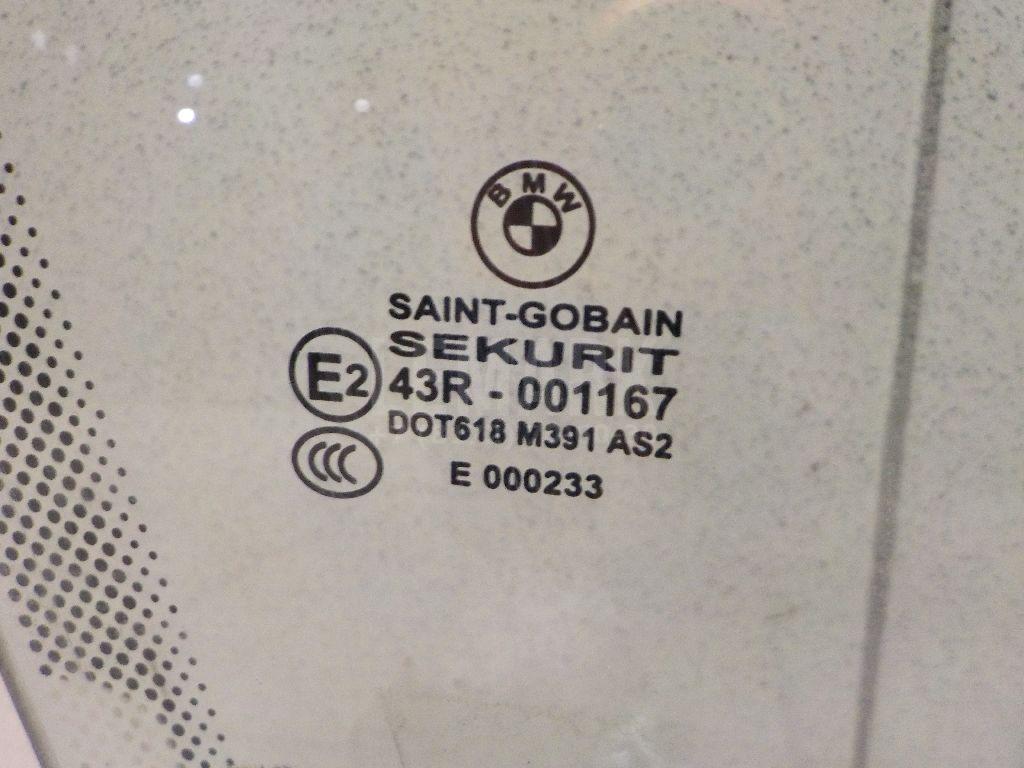 BMW
SAINT-GOBAIN
SEKURIT
E2 43R - 001167
DOT618 M391 AS2
CCC
E 000233